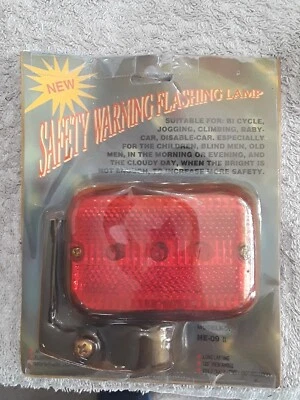 NEW
SAFETY WARNING FLASHING LAMP
SUITABLE FOR: BI CYCLE,
JOGGING, CLIMBING, BABY-
CAR, DISABLE-CAR. ESPECIALLY
FOR THE CHILDREN, BLIND MEN, OLD
MEN, IN THE MORNING OR EVENING, AND
THE CLOUDY DAY, WHEN THE BRIGHT IS
NOT ENOUGH, TO INCREASE MORE SAFETY.